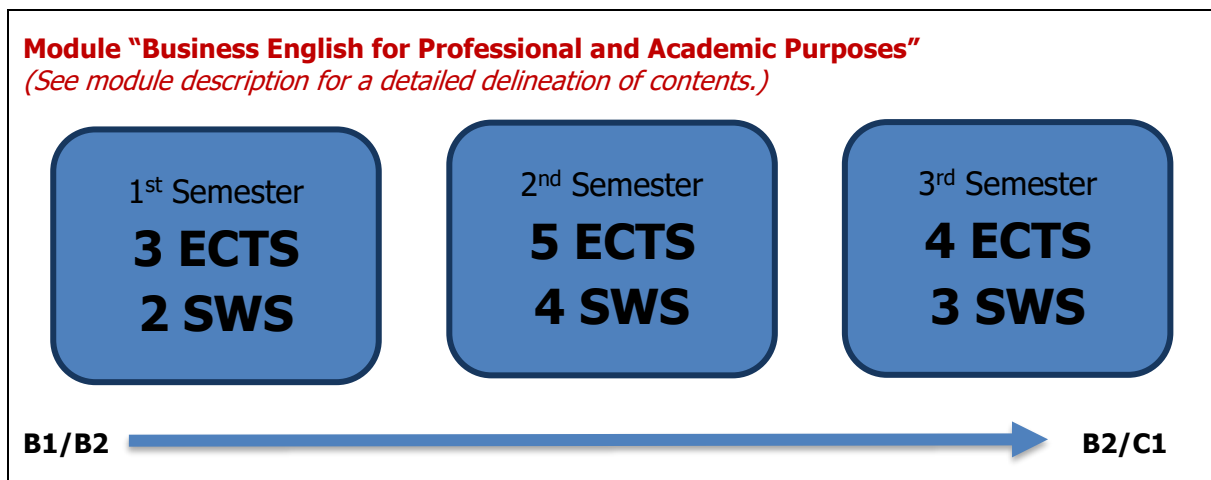 Module “Business English for Professional and Academic Purposes”
(See module description for a detailed delineation of contents.)
1st Semester
3 ECTS
2 SWS
2nd Semester
5 ECTS
4 SWS
3rd Semester
4 ECTS
3 SWS
B1/B2
B2/C1